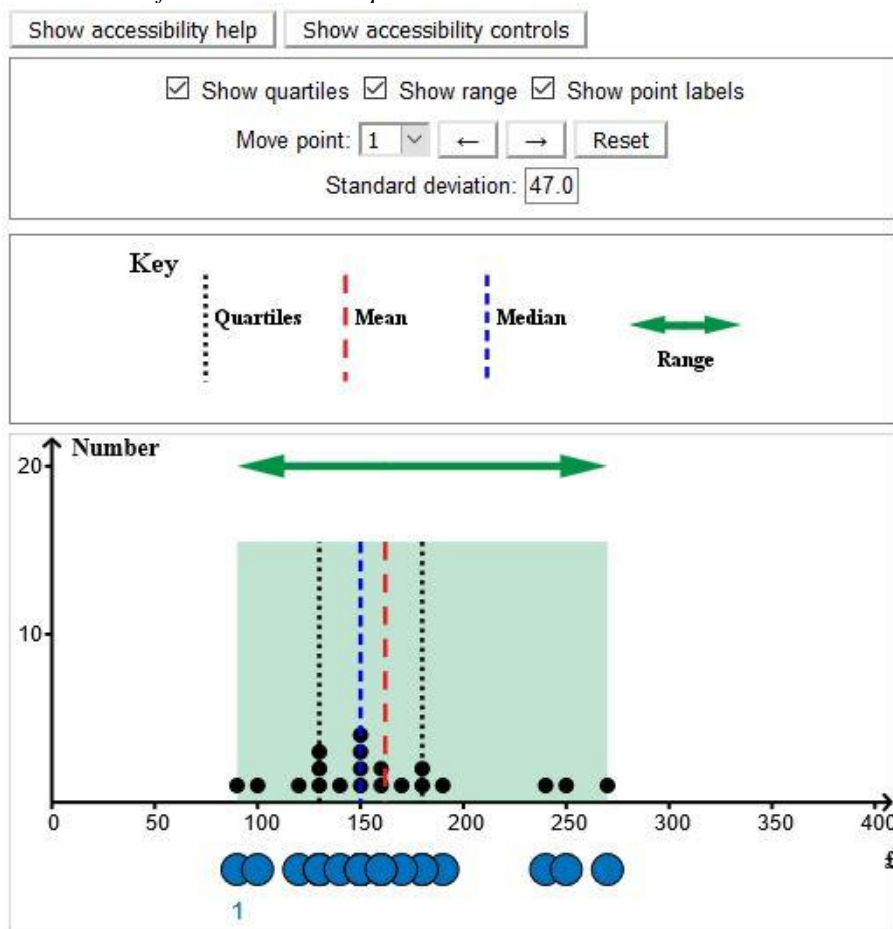 Show accessibility help Show accessibility controls
Show quartiles Show range Show point labels
Move point: 1 ← → Reset
Standard deviation: 47.0
Key
Quartiles Mean Median
Range
Number
20
10
0 50 100 150 200 250 300 350 400
£
1